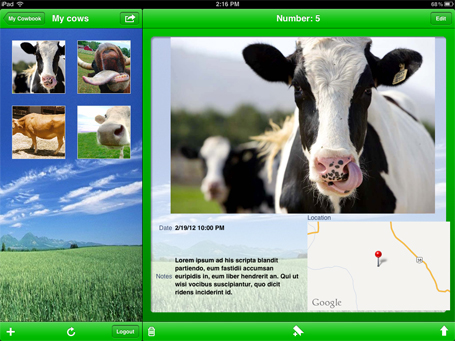 iPad 2:16 PM 68%
My Cowbook My cows Number: 5 Edit
Date 2/19/12 10:00 PM
Location
Notes Lorem ipsum ad his scripta blandit
partiendo, eum fastidii accumsan
euripidis in, eum liber hendrerit an. Qui ut
wisi vocibus suscipiantur, quo dicit
ridens inciderint id.
Google
Logout